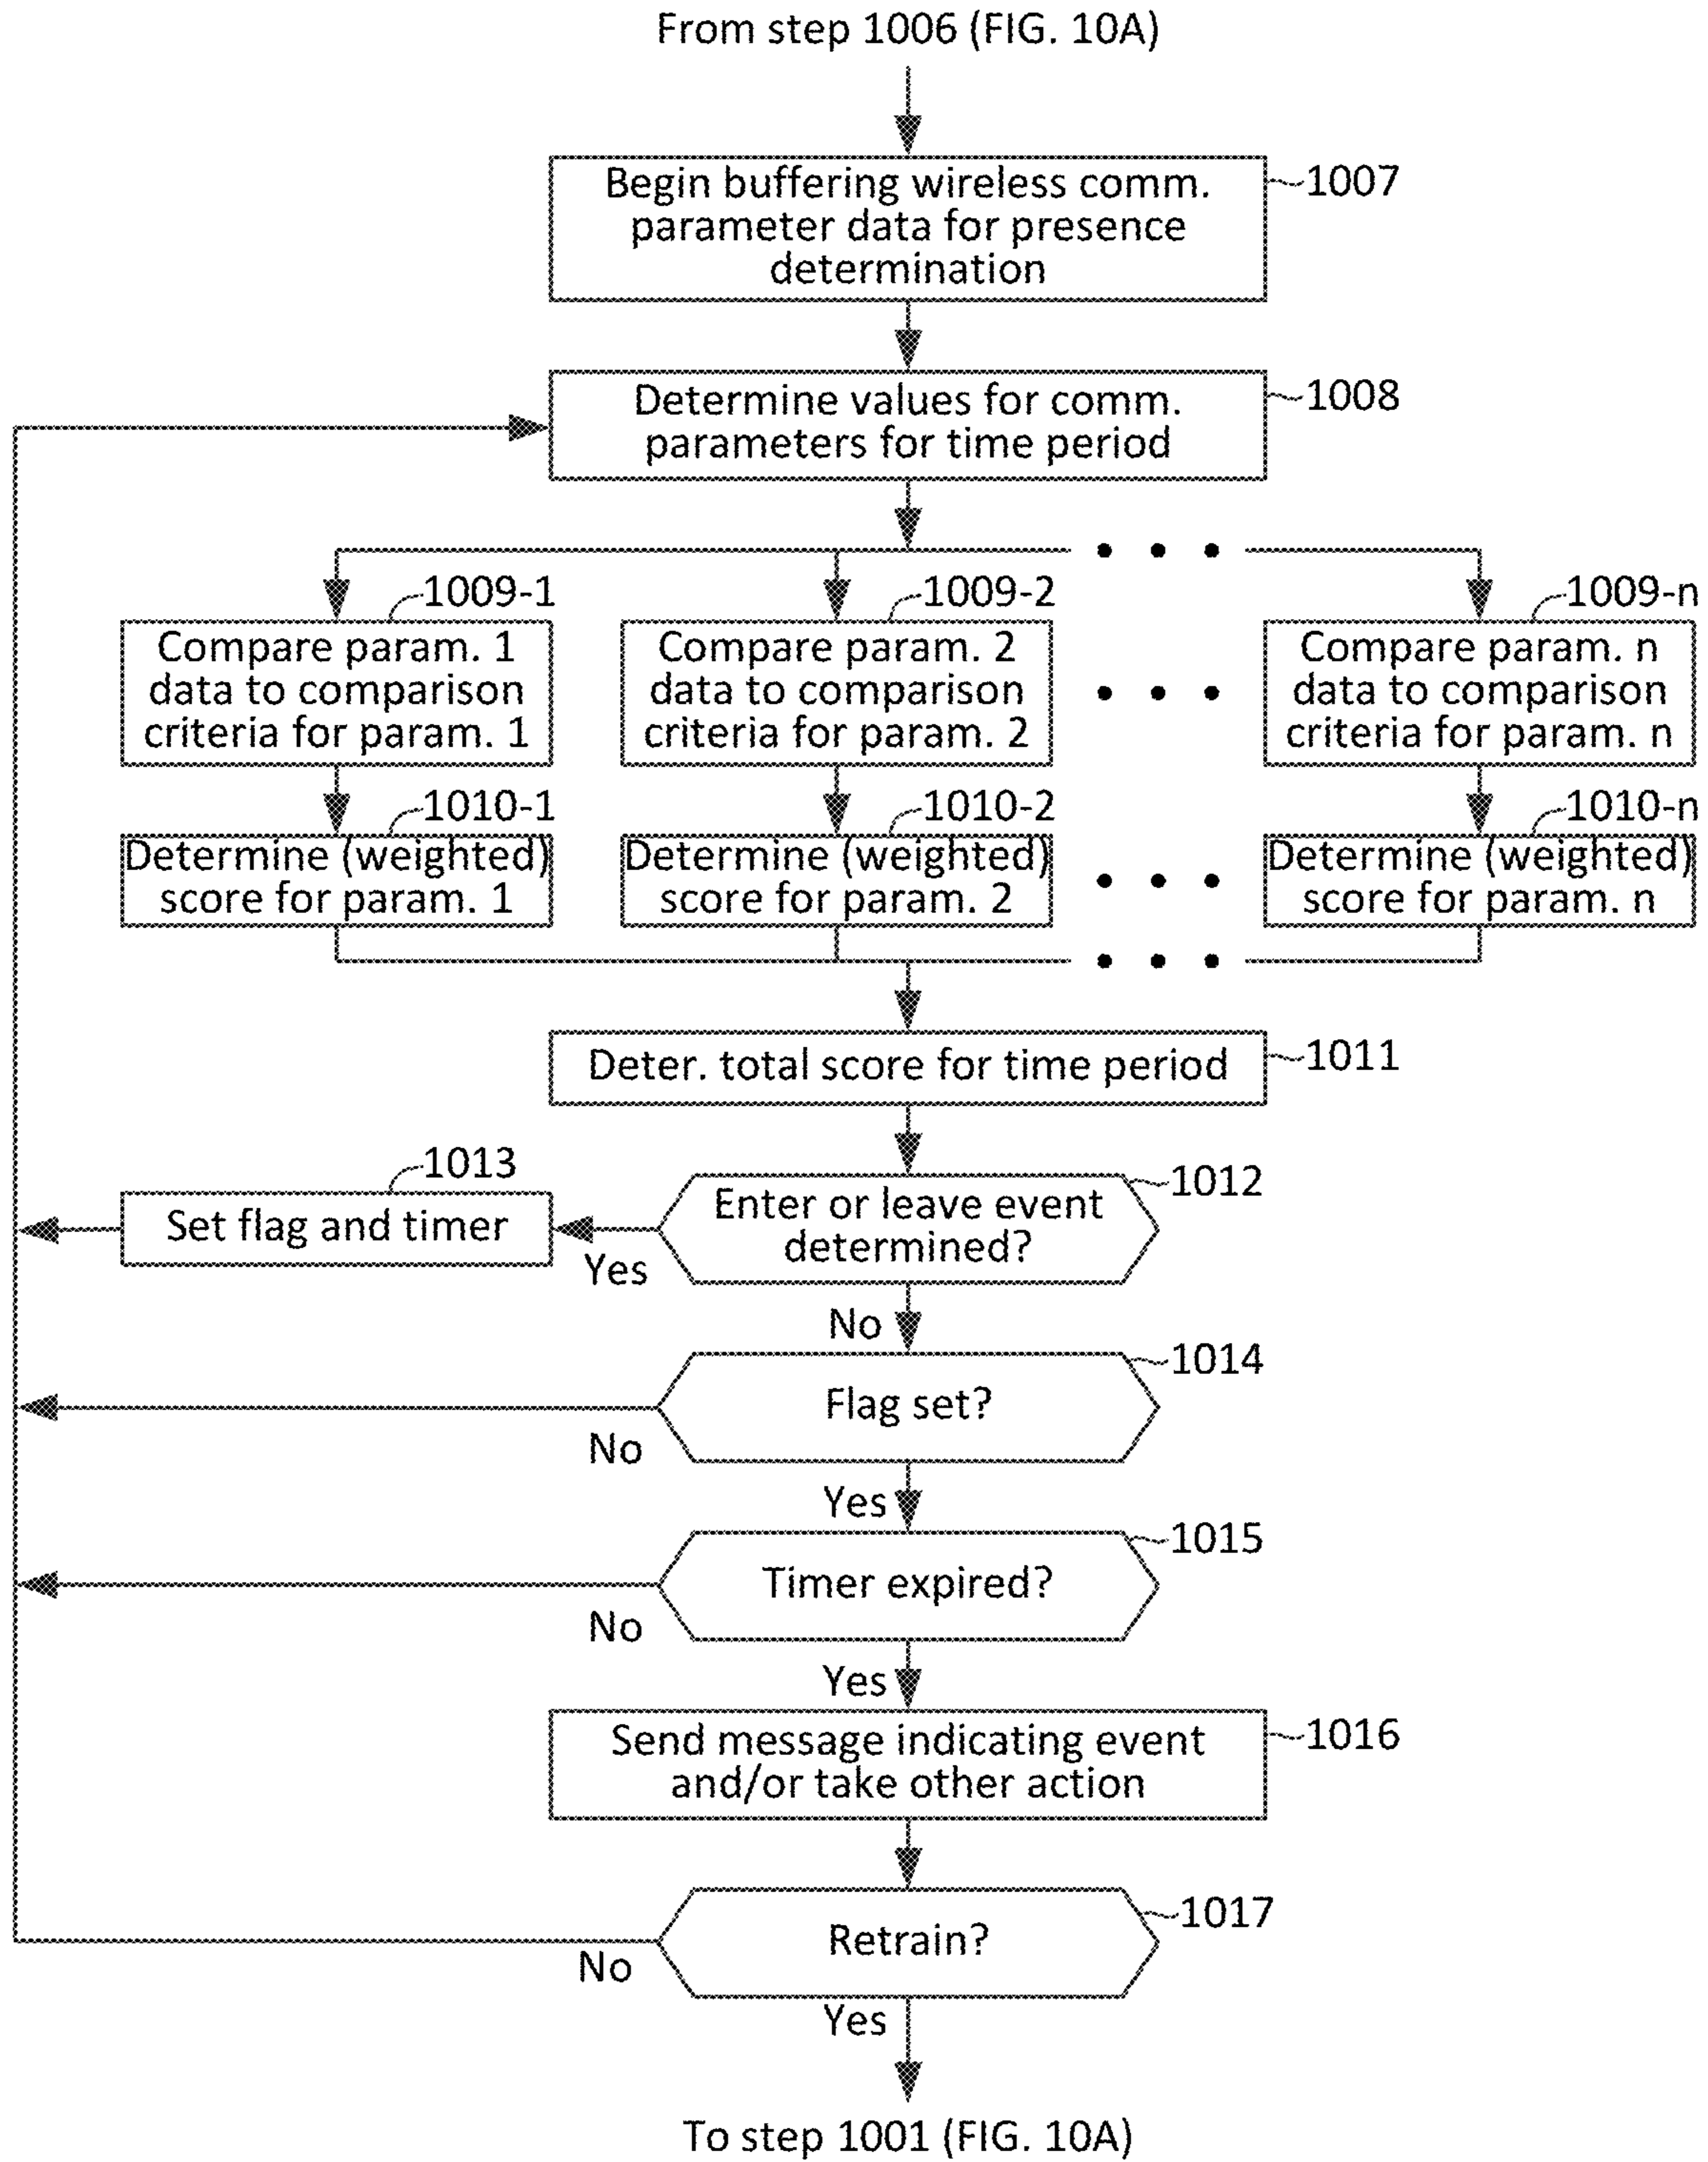 From step 1006 (FIG. 10A)
Begin buffering wireless comm.
parameter data for presence
determination
1007
Determine values for comm.
parameters for time period
1008
1009-1
1009-2
1009-n
Compare param. 1
data to comparison
criteria for param. 1
Compare param. 2
data to comparison
criteria for param. 2
Compare param. n
data to comparison
criteria for param. n
1010-1
1010-2
1010-n
Determine (weighted)
score for param. 1
Determine (weighted)
score for param. 2
Determine (weighted)
score for param. n
Deter. total score for time period
1011
1013
Set flag and timer
Yes
Enter or leave event
determined?
1012
No
Flag set?
1014
No
Yes
Timer expired?
1015
No
Yes
Send message indicating event
and/or take other action
1016
Retrain?
1017
No
Yes
To step 1001 (FIG. 10A)